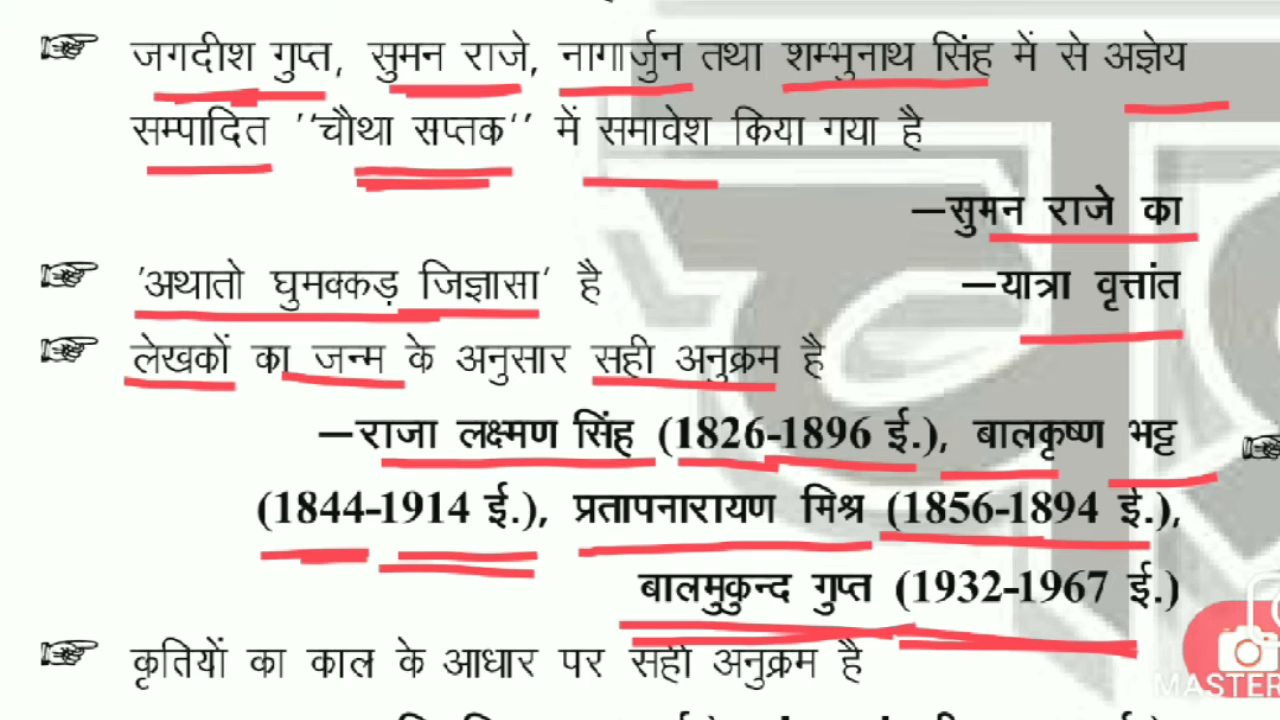 जगदीश गुप्त, सुमन राजे, नागार्जुन तथा शम्भुनाथ सिंह में से अज्ञेय
सम्पादित ''चौथा सप्तक'' में समावेश किया गया है
—सुमन राजे का
'अथातो घुमक्कड़ जिज्ञासा' है
—यात्रा वृत्तांत
लेखकों का जन्म के अनुसार सही अनुक्रम है
—राजा लक्ष्मण सिंह (1826-1896 ई.), बालकृष्ण भट्ट
(1844-1914 ई.), प्रतापनारायण मिश्र (1856-1894 ई.),
बालमुकुन्द गुप्त (1932-1967 ई.)
कृतियों का काल के आधार पर सही अनुक्रम है
MASTER